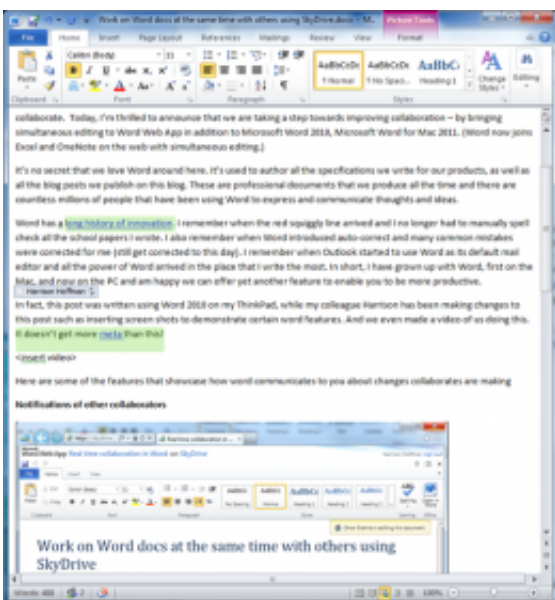 Work on Word docs at the same time with others using SkyDrive.docx - M...
Picture Tools
File Home Insert Page Layout References Mailings Review View Format
Calibri (Body) 11
AaBbCcDc AaBbCcDc AaBbC
Paste
¶ Normal ¶ No Spaci... Heading 1
Change Styles
Editing
Clipboard Font Paragraph Styles
collaborate. Today, I'm thrilled to announce that we are taking a step towards improving collaboration – by bringing
simultaneous editing to Word Web App in addition to Microsoft Word 2010, Microsoft Word for Mac 2011. (Word now joins
Excel and OneNote on the web with simultaneous editing.)
It's no secret that we love Word around here. It's used to author all the specifications we write for our products, as well as
all the blog posts we publish on this blog. These are professional documents that we produce all the time and there are
countless millions of people that have been using Word to express and communicate thoughts and ideas.
Word has a long history of innovation. I remember when the red squiggly line arrived and I no longer had to manually spell
check all the school papers I wrote. I also remember when Word introduced auto-correct and many common mistakes
were corrected for me (still get corrected to this day). I remember when Outlook started to use Word as its default mail
editor and all the power of Word arrived in the place that I write the most. In short, I have grown up with Word, first on the
Mac, and now on the PC and am happy we can offer yet another feature to enable you to be more productive.
Harrison Hoffman
In fact, this post was written using Word 2010 on my ThinkPad, while my colleague Harrison has been making changes to
this post such as inserting screen shots to demonstrate certain word features. And we even made a video of us doing this.
It doesn't get more meta than this!
<insert video>
Here are some of the features that showcase how word communicates to you about changes collaborates are making
Notifications of other collaborators
Word Web App Real time collaboration in Word on SkyDrive
Work on Word docs at the same time with others using
SkyDrive
Words: 400 2 100%